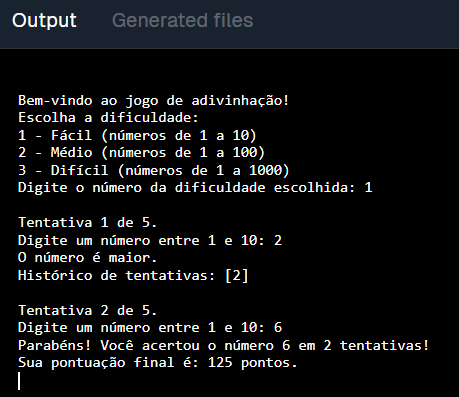 Output Generated files
Bem-vindo ao jogo de adivinhação!
Escolha a dificuldade:
1 - Fácil (números de 1 a 10)
2 - Médio (números de 1 a 100)
3 - Difícil (números de 1 a 1000)
Digite o número da dificuldade escolhida: 1
Tentativa 1 de 5.
Digite um número entre 1 e 10: 2
O número é maior.
Histórico de tentativas: [2]
Tentativa 2 de 5.
Digite um número entre 1 e 10: 6
Parabéns! Você acertou o número 6 em 2 tentativas!
Sua pontuação final é: 125 pontos.